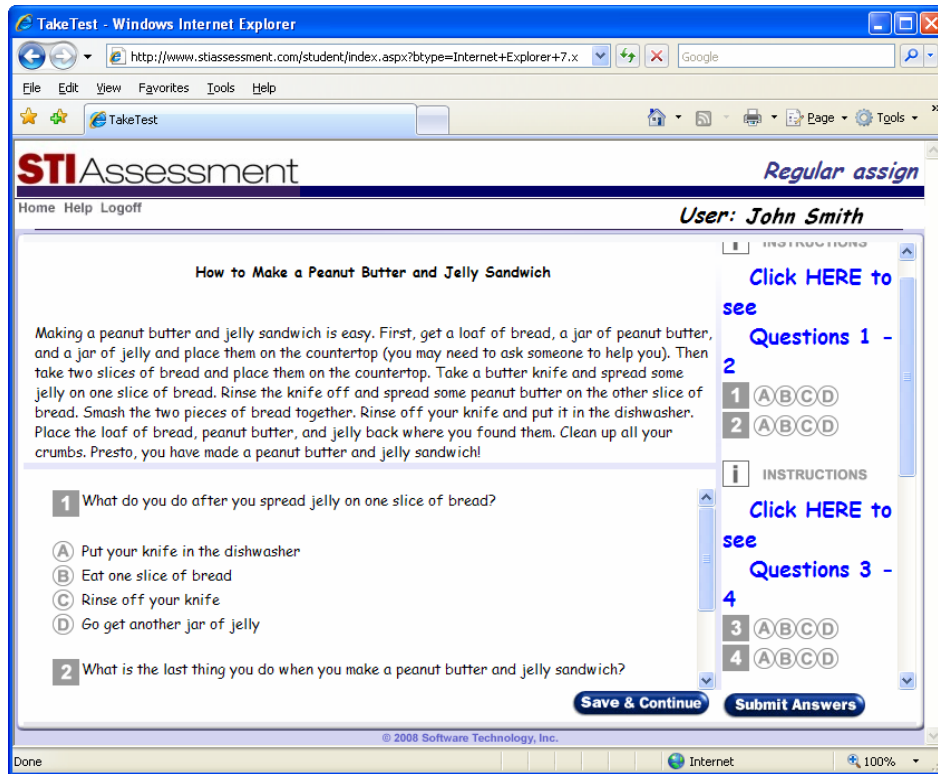 TakeTest - Windows Internet Explorer
http://www.stiassessment.com/student/index.aspx?btype=Internet+Explorer+7.x
Google
File Edit View Favorites Tools Help
TakeTest
Page Tools »
STIAssessment
Regular assign
Home Help Logoff
User: John Smith
How to Make a Peanut Butter and Jelly Sandwich
Making a peanut butter and jelly sandwich is easy. First, get a loaf of bread, a jar of peanut butter,
and a jar of jelly and place them on the countertop (you may need to ask someone to help you). Then
take two slices of bread and place them on the countertop. Take a butter knife and spread some
jelly on one slice of bread. Rinse the knife off and spread some peanut butter on the other slice of
bread. Smash the two pieces of bread together. Rinse off your knife and put it in the dishwasher.
Place the loaf of bread, peanut butter, and jelly back where you found them. Clean up all your
crumbs. Presto, you have made a peanut butter and jelly sandwich!
1 What do you do after you spread jelly on one slice of bread?
A Put your knife in the dishwasher
B Eat one slice of bread
C Rinse off your knife
D Go get another jar of jelly
2 What is the last thing you do when you make a peanut butter and jelly sandwich?
Save & Continue
i INSTRUCTIONS
Click HERE to
see
Questions 1 -
2
1 A B C D
2 A B C D
i INSTRUCTIONS
Click HERE to
see
Questions 3 -
4
3 A B C D
4 A B C D
Submit Answers
© 2008 Software Technology, Inc.
Done
Internet
100%